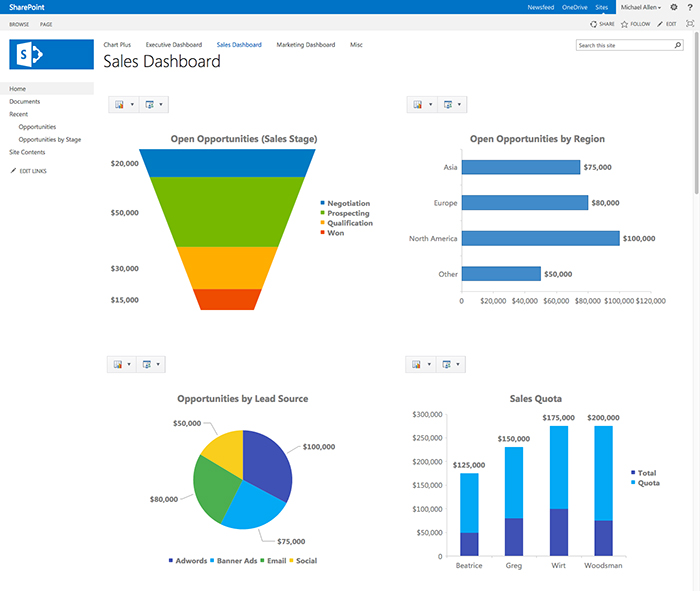 SharePoint
Newsfeed OneDrive Sites Michael Allen ?
BROWSE PAGE
SHARE FOLLOW EDIT
S
Chart Plus Executive Dashboard Sales Dashboard Marketing Dashboard Misc
Search this site
Sales Dashboard
Home
Documents
Recent
Opportunities
Opportunities by Stage
Site Contents
EDIT LINKS
Open Opportunities (Sales Stage)
$20,000
$50,000
$30,000
$15,000
Negotiation
Prospecting
Qualification
Won
Open Opportunities by Region
Asia $75,000
Europe $80,000
North America $100,000
Other $50,000
0 $20,000 $40,000 $60,000 $80,000 $100,000 $120,000
Opportunities by Lead Source
$50,000
$100,000
$80,000
$75,000
Adwords Banner Ads Email Social
Sales Quota
$300,000
$250,000
$200,000
$150,000
$100,000
$50,000
0
$125,000
$150,000
$175,000
$200,000
Total
Quota
Beatrice Greg Wirt Woodsman